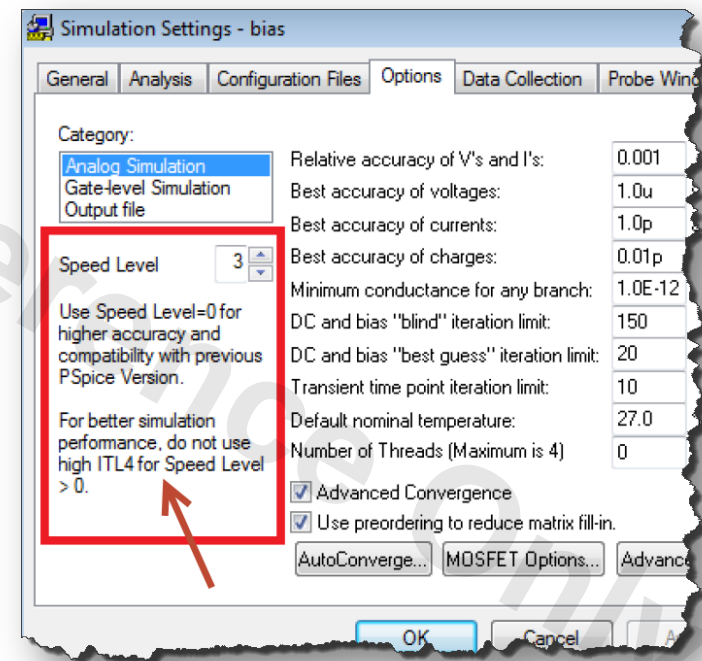 Simulation Settings - bias
General Analysis Configuration Files Options Data Collection Probe
Category:
Analog Simulation
Gate-level Simulation
Output file
Speed Level 3
Use Speed Level=0 for
higher accuracy and
compatibility with previous
PSpice Version.
For better simulation
performance, do not use
high ITL4 for Speed Level
> 0.
Relative accuracy of V's and I's: 0.001
Best accuracy of voltages: 1.0u
Best accuracy of currents: 1.0p
Best accuracy of charges: 0.01p
Minimum conductance for any branch: 1.0E-12
DC and bias "blind" iteration limit: 150
DC and bias "best guess" iteration limit: 20
Transient time point iteration limit: 10
Default nominal temperature: 27.0
Number of Threads (Maximum is 4) 0
Advanced Convergence
Use preordering to reduce matrix fill-in.
AutoConverge... MOSFET Options...
OK Cancel